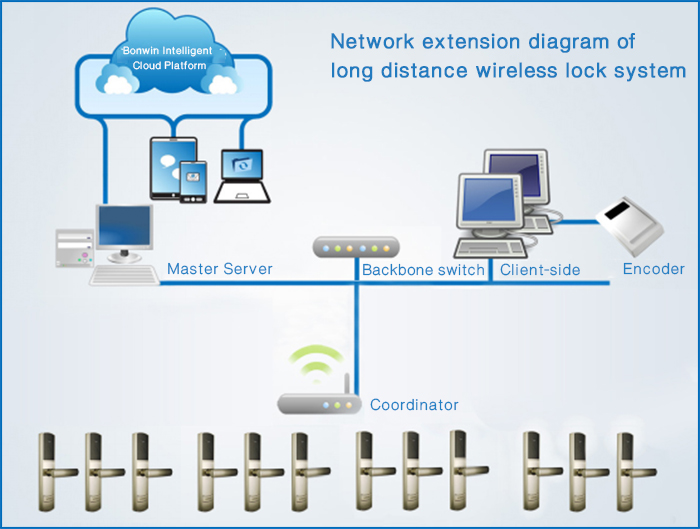 Bonwin Intelligent
Cloud Platform
Network extension diagram of
long distance wireless lock system
Master Server
Backbone switch
Client-side
Encoder
Coordinator